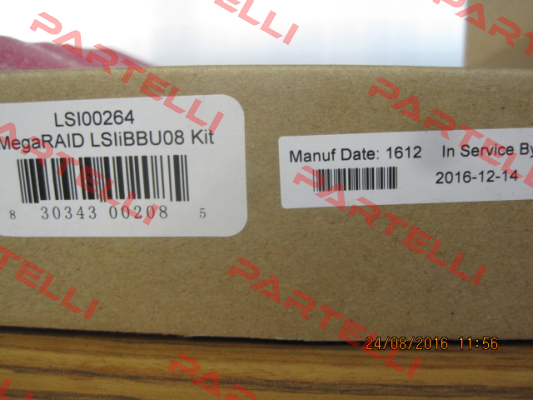 LSI00264
MegaRAID LSIiBBU08 Kit
8 30343 00208 5
Manuf Date: 1612 In Service By
2016-12-14
24/08/2016 11:56
PARTELLI
PARTELLI
PARTELLI
PARTELLI
PARTELLI
PARTELLI